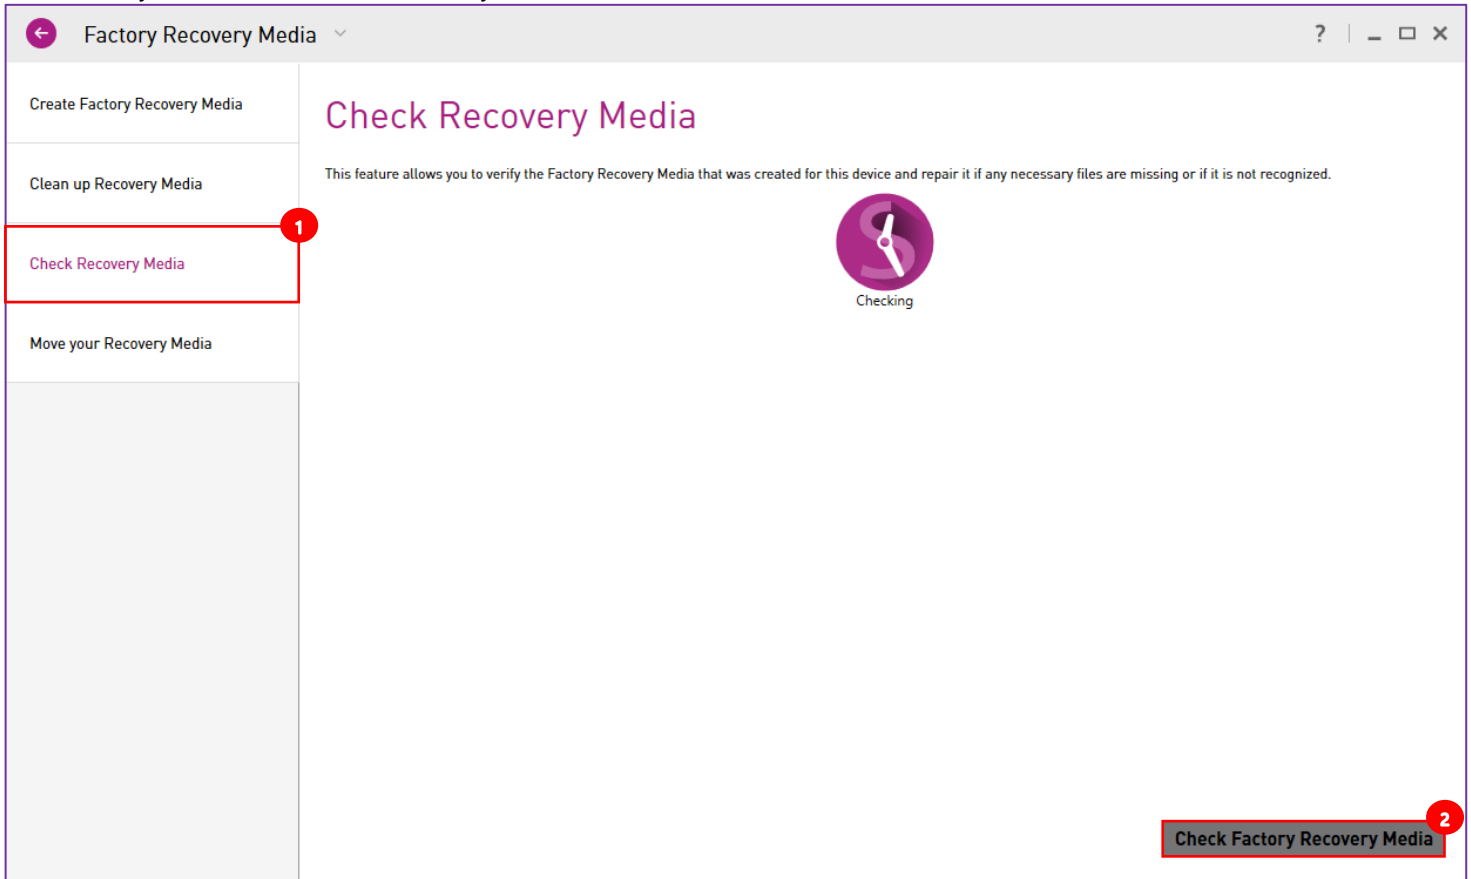 Factory Recovery Media
?
Create Factory Recovery Media
Clean up Recovery Media
1
Check Recovery Media
Move your Recovery Media
Check Recovery Media
This feature allows you to verify the Factory Recovery Media that was created for this device and repair it if any necessary files are missing or if it is not recognized.
S
Checking
2
Check Factory Recovery Media